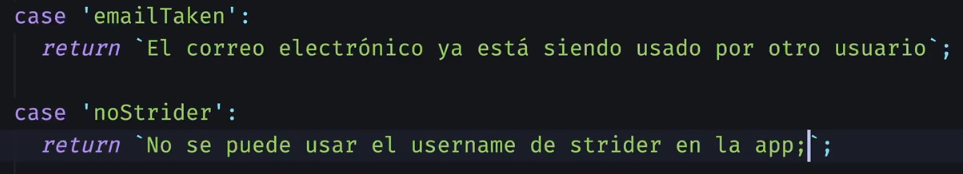 case 'emailTaken':
return `El correo electrónico ya está siendo usado por otro usuario`;
case 'noStrider':
return `No se puede usar el username de strider en la app;`;